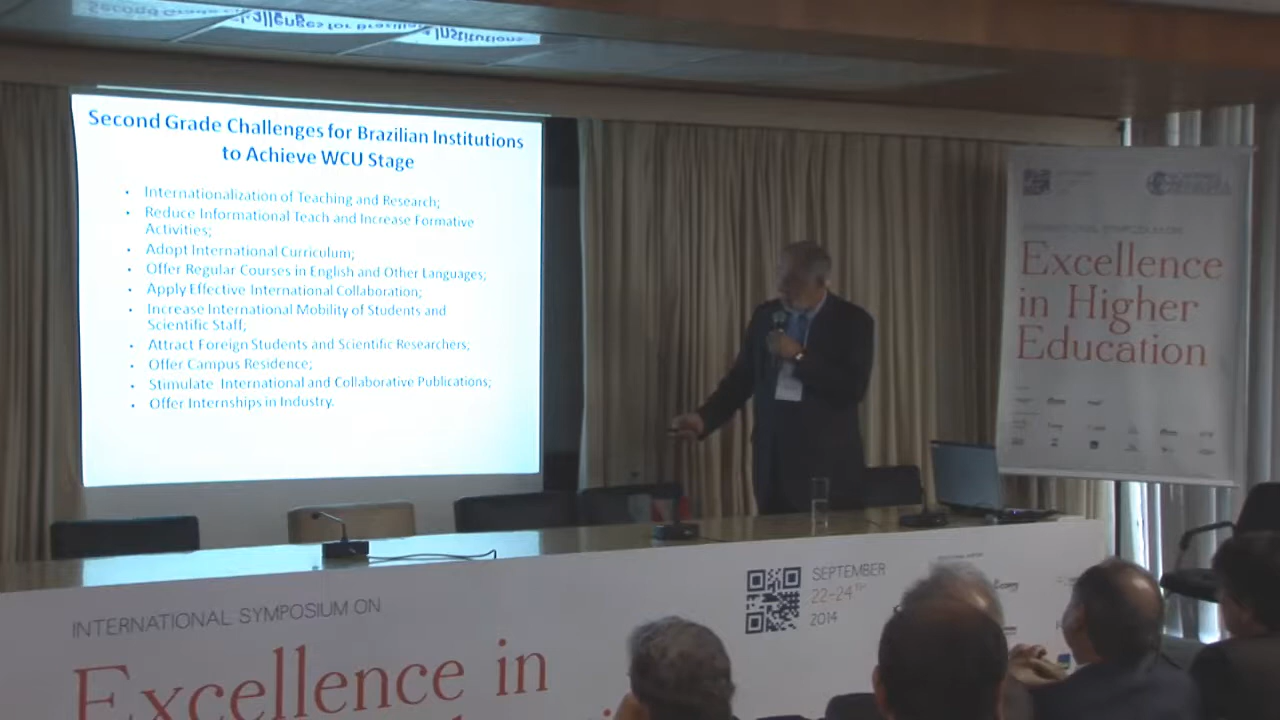 Second Grade Challenges for Brazilian Institutions
to Achieve WCU Stage
• Internationalization of Teaching and Research;
• Reduce Informational Teach and Increase Formative
Activities;
• Adopt International Curriculum;
• Offer Regular Courses in English and Other Languages;
• Apply Effective International Collaboration;
• Increase International Mobility of Students and
Scientific Staff;
• Attract Foreign Students and Scientific Researchers;
• Offer Campus Residence;
• Stimulate International and Collaborative Publications;
• Offer Internships in Industry.
Excellence
in Higher
Education
INTERNATIONAL SYMPOSIUM ON
Excellence in
SEPTEMBER
22-24TH
2014